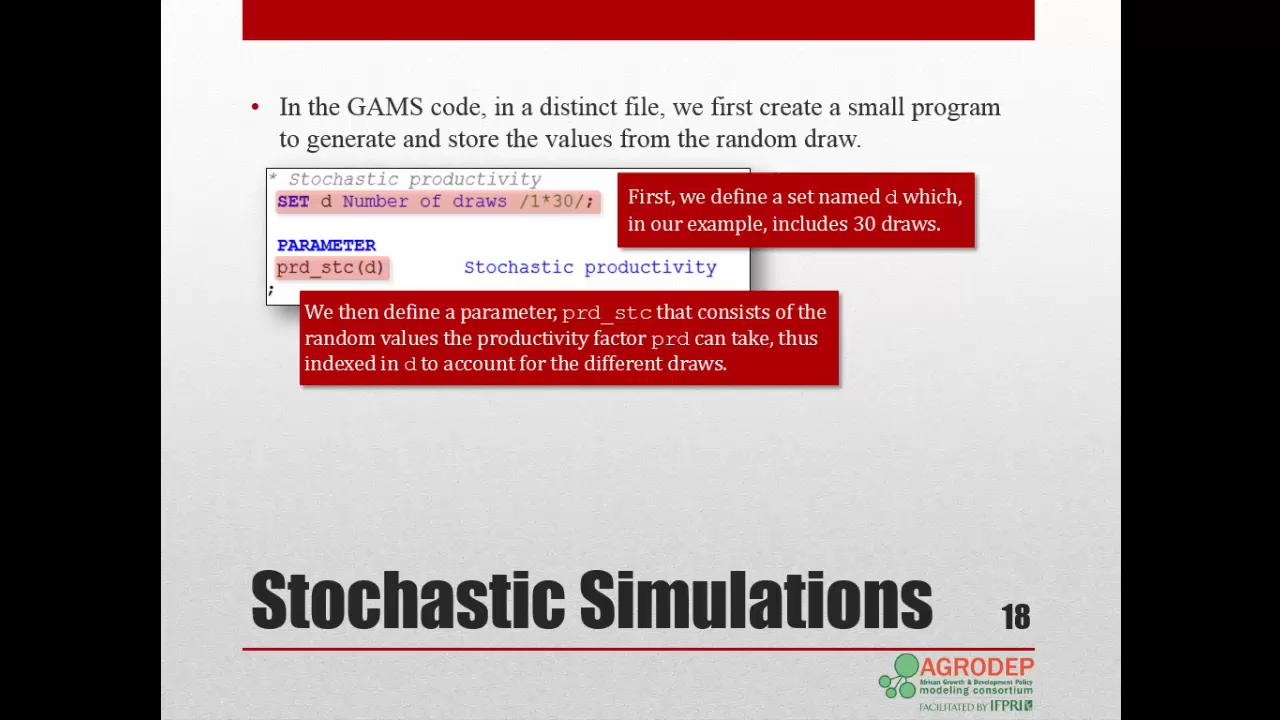 • In the GAMS code, in a distinct file, we first create a small program
to generate and store the values from the random draw.
* Stochastic productivity
SET d Number of draws /1*30/;
First, we define a set named d which,
in our example, includes 30 draws.
PARAMETER
prd_stc(d) Stochastic productivity
;
We then define a parameter, prd_stc that consists of the
random values the productivity factor prd can take, thus
indexed in d to account for the different draws.
Stochastic Simulations 18
AGRODEP
African Growth & Development Policy
modeling consortium
FACILITATED BY IFPRI